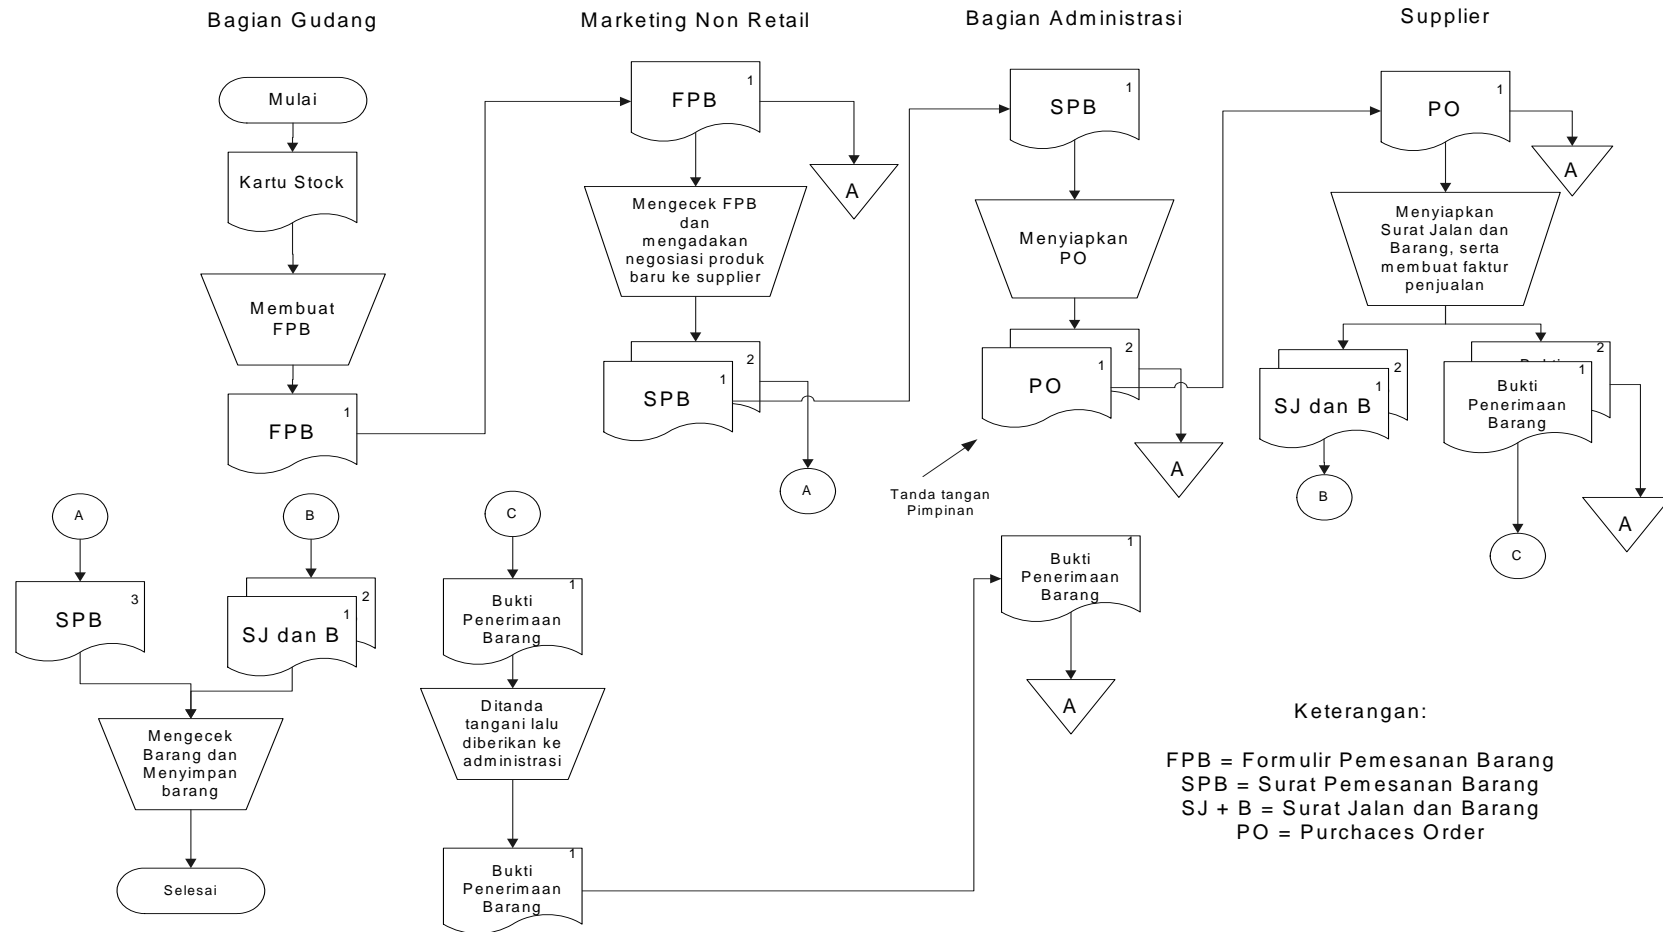 Bagian Gudang
Marketing Non Retail
Bagian Administrasi
Supplier
Mulai
Kartu Stock
Membuat
FPB
1
FPB
1
FPB
A
Mengecek FPB
dan
mengadakan
negosiasi produk
baru ke supplier
2
1
SPB
A
1
SPB
Menyiapkan
PO
2
1
PO
A
Tanda tangan
Pimpinan
1
PO
A
Menyiapkan
Surat Jalan dan
Barang, serta
membuat faktur
penjualan
2
1
SJ dan B
B
2
1
Bukti
Penerimaan
Barang
A
C
A
3
SPB
B
2
1
SJ dan B
Mengecek
Barang dan
Menyimpan
barang
Selesai
C
1
Bukti
Penerimaan
Barang
Ditanda
tangani lalu
diberikan ke
administrasi
1
Bukti
Penerimaan
Barang
1
Bukti
Penerimaan
Barang
A
Keterangan:
FPB = Formulir Pemesanan Barang
SPB = Surat Pemesanan Barang
SJ + B = Surat Jalan dan Barang
PO = Purchaces Order